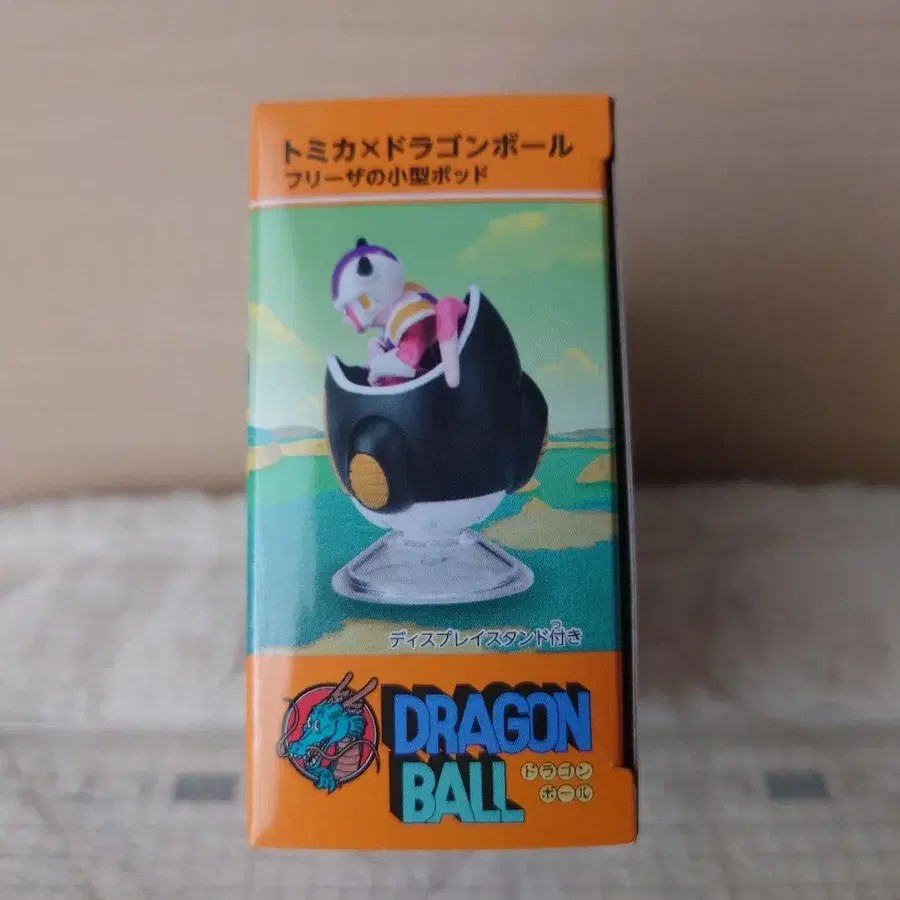 トミカ×ドラゴンボール
フリーザの小型ポッド
ディスプレイスタンド付き
つ
DRAGON
BALL
ドラゴン
ボール